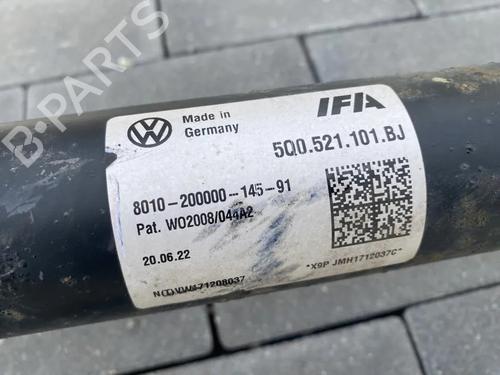 Made in
Germany
IFA
5Q0.521.101.BJ
8010-200000-145-91
Pat. WO2008/044A2
20.06.22
*X9P JMH1712037C*
B-PARTS